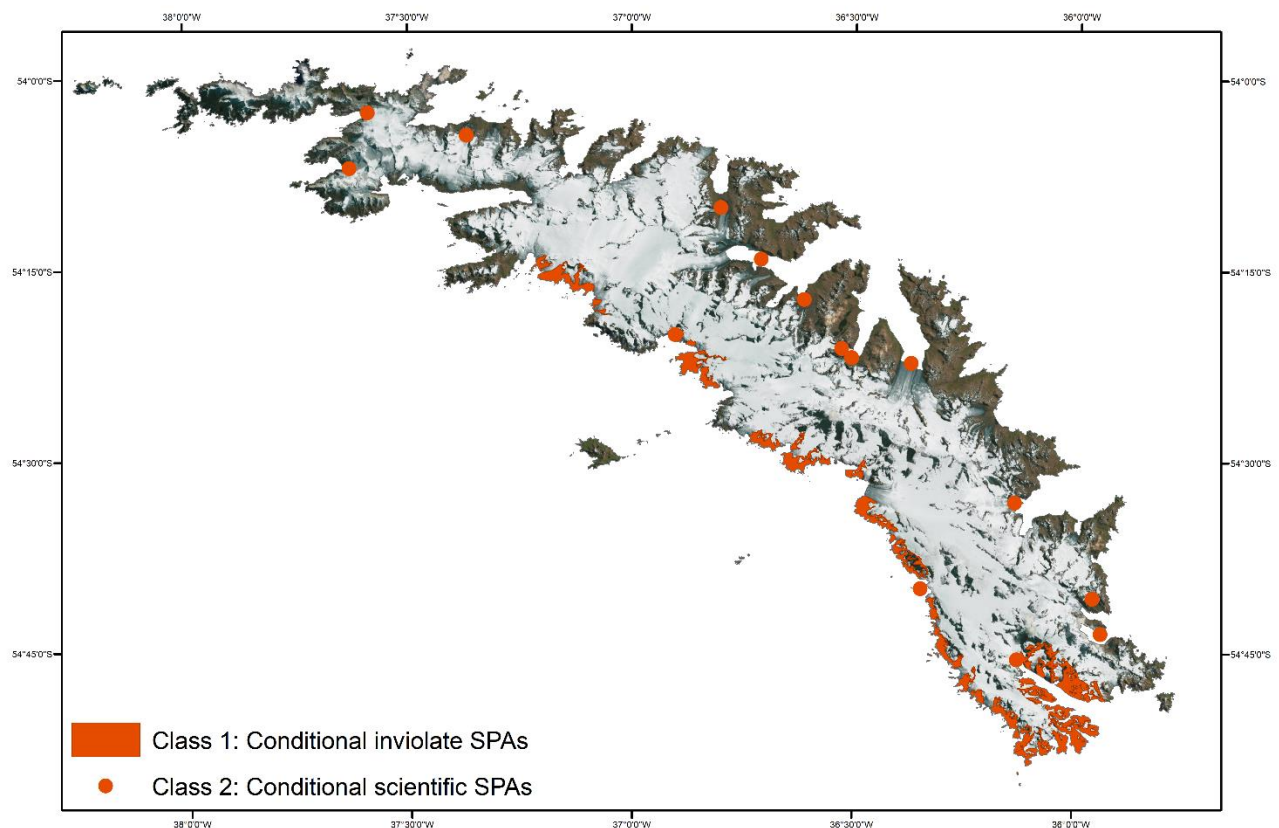 38°0'0"W 37°30'0"W 37°0'0"W 36°30'0"W 36°0'0"W
54°0'0"S 54°0'0"S
54°15'0"S 54°15'0"S
54°30'0"S 54°30'0"S
54°45'0"S 54°45'0"S
Class 1: Conditional inviolate SPAs
Class 2: Conditional scientific SPAs
38°0'0"W 37°30'0"W 37°0'0"W 36°30'0"W 36°0'0"W